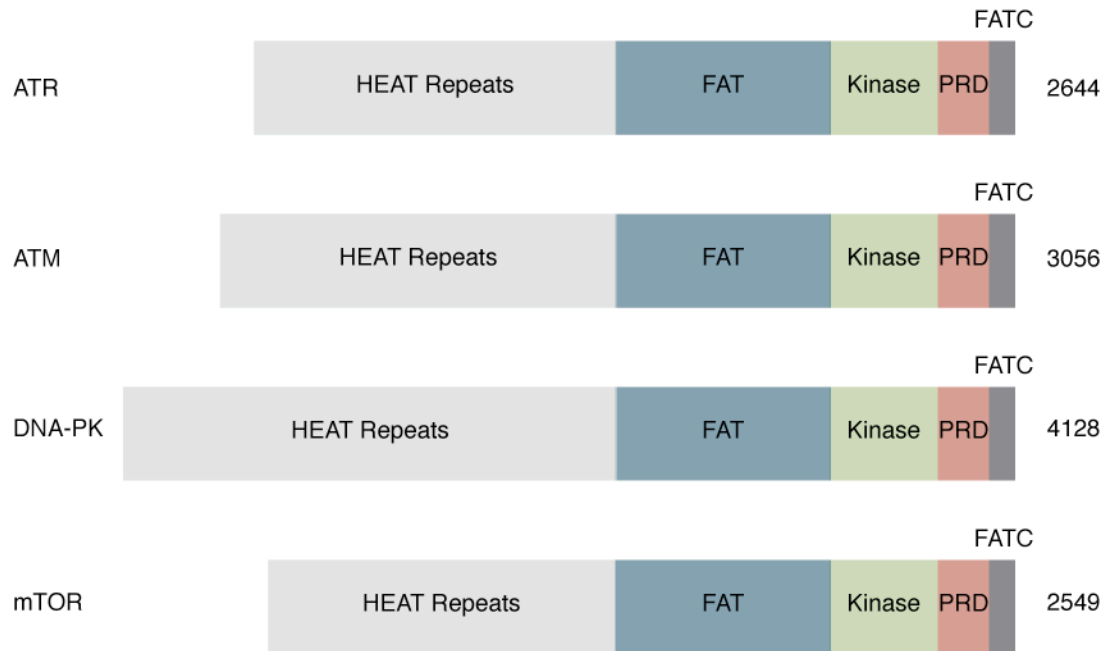 FATC
ATR HEAT Repeats FAT Kinase PRD 2644
FATC
ATM HEAT Repeats FAT Kinase PRD 3056
FATC
DNA-PK HEAT Repeats FAT Kinase PRD 4128
FATC
mTOR HEAT Repeats FAT Kinase PRD 2549